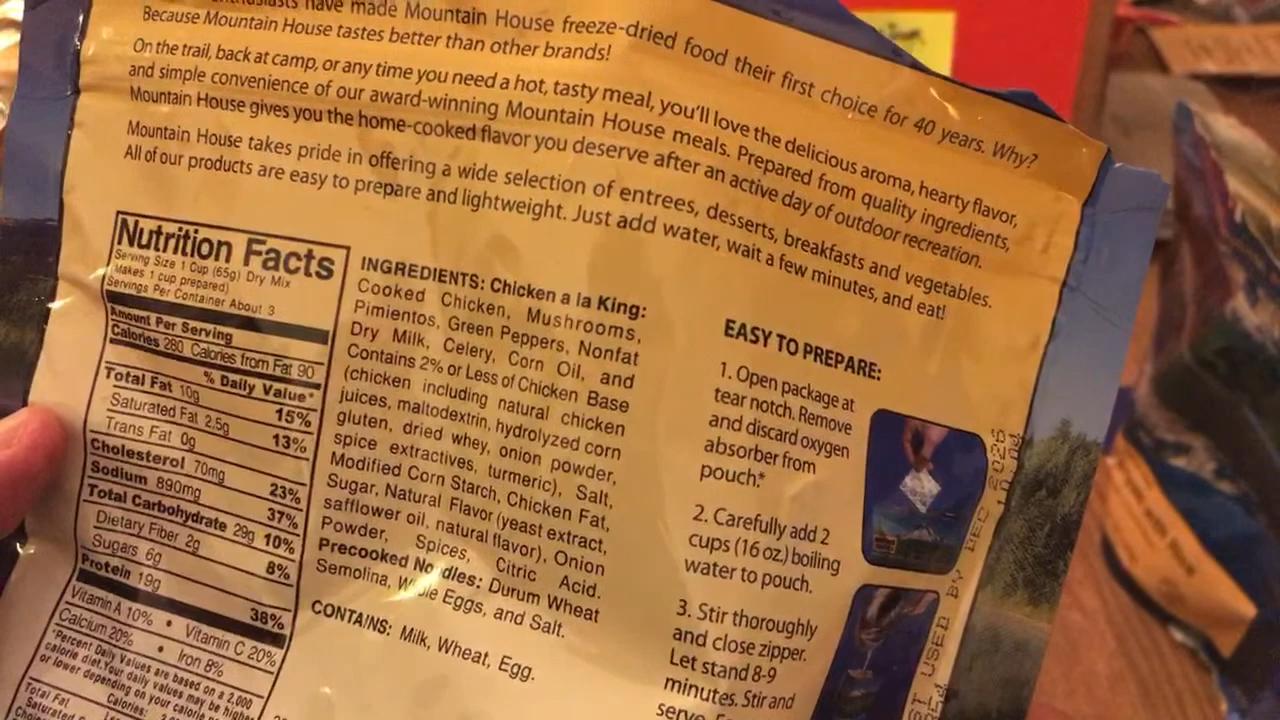 have made Mountain House freeze-dried food their first choice for 40 years. Why?
Because Mountain House tastes better than other brands!
On the trail, back at camp, or any time you need a hot, tasty meal, you'll love the delicious aroma, hearty flavor,
and simple convenience of our award-winning Mountain House meals. Prepared from quality ingredients,
Mountain House gives you the home-cooked flavor you deserve after an active day of outdoor recreation.
Mountain House takes pride in offering a wide selection of entrees, desserts, breakfasts and vegetables.
All of our products are easy to prepare and lightweight. Just add water, wait a few minutes, and eat!
Nutrition Facts
Serving Size 1 Cup (65g) Dry Mix
Makes 1 cup prepared)
Servings Per Container About 3
Amount Per Serving
Calories 280 Calories from Fat 90
% Daily Value*
Total Fat 10g 15%
Saturated Fat 2.5g 13%
Trans Fat 0g
Cholesterol 70mg 23%
Sodium 890mg 37%
Total Carbohydrate 29g 10%
Dietary Fiber 2g 8%
Sugars 6g
Protein 19g 38%
Vitamin A 10% • Vitamin C 20%
Calcium 20% • Iron 8%
*Percent Daily Values are based on a 2,000
calorie diet. Your daily values may be higher
or lower depending on your calorie
Calories:
Total Fat
Saturated
INGREDIENTS: Chicken a la King:
Cooked Chicken, Mushrooms,
Pimientos, Green Peppers, Nonfat
Dry Milk, Celery, Corn Oil, and
Contains 2% or Less of Chicken Base
(chicken including natural chicken
juices, maltodextrin, hydrolyzed corn
gluten, dried whey, onion powder,
spice extractives, turmeric), Salt,
Modified Corn Starch, Chicken Fat,
Sugar, Natural Flavor (yeast extract,
safflower oil, natural flavor), Onion
Powder, Spices, Citric Acid.
Precooked Noodles: Durum Wheat
Semolina, Whole Eggs, and Salt.
CONTAINS: Milk, Wheat, Egg.
EASY TO PREPARE:
1. Open package at
tear notch. Remove
and discard oxygen
absorber from
pouch.*
2. Carefully add 2
cups (16 oz.) boiling
water to pouch.
3. Stir thoroughly
and close zipper.
Let stand 8-9
minutes. Stir and
serve.
ST USED BY DEC 2025